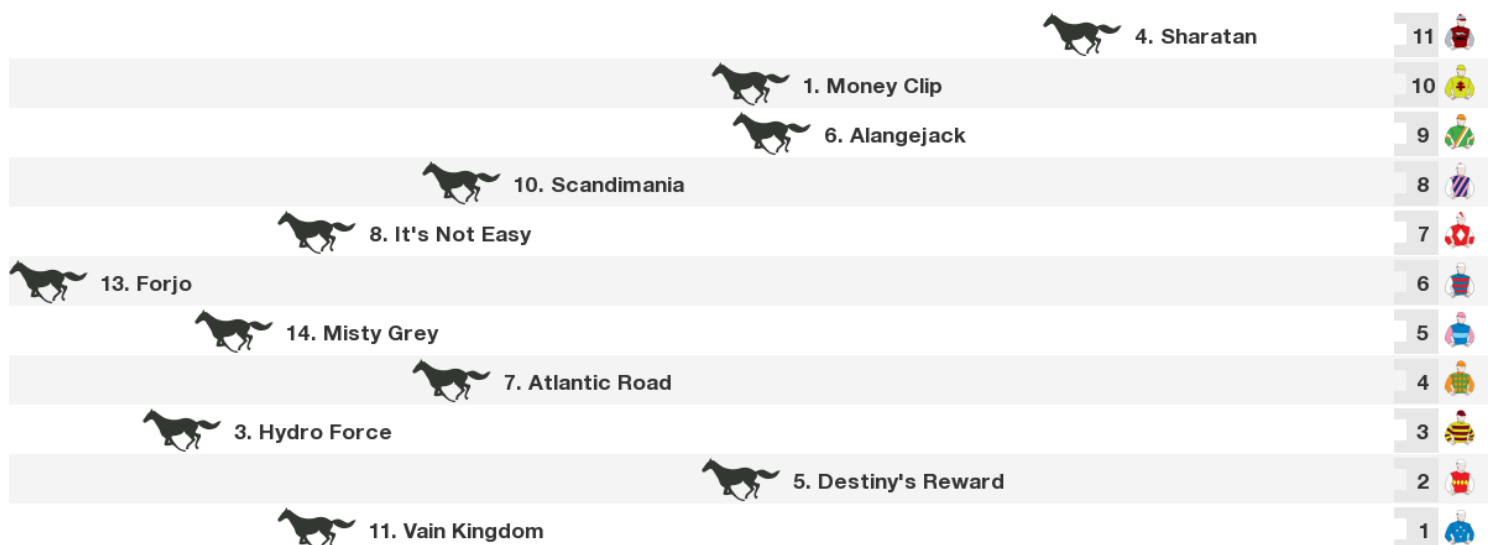 4. Sharatan 11
1. Money Clip 10
6. Alangejack 9
10. Scandimania 8
8. It's Not Easy 7
13. Forjo 6
14. Misty Grey 5
7. Atlantic Road 4
3. Hydro Force 3
5. Destiny's Reward 2
11. Vain Kingdom 1